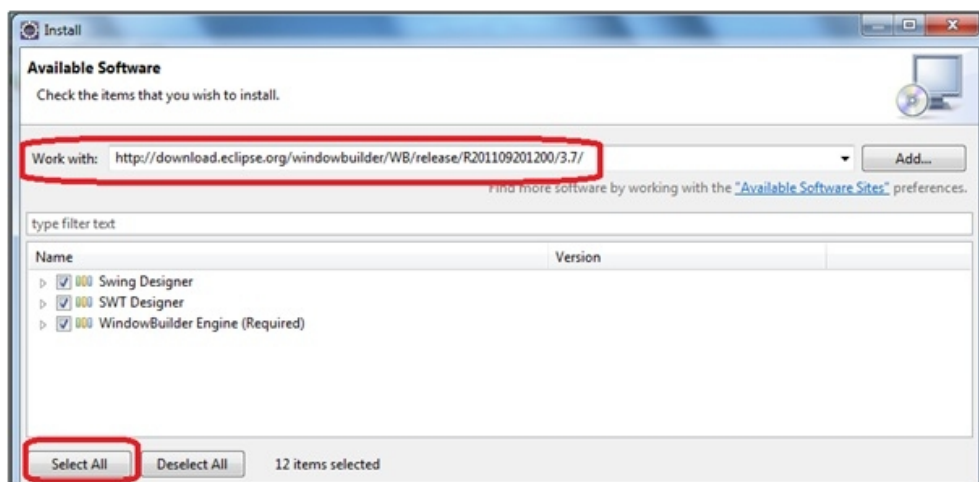 Install
Available Software
Check the items that you wish to install.
Work with: http://download.eclipse.org/windowbuilder/WB/release/R201109201200/3.7/ Add...
Find more software by working with the "Available Software Sites" preferences.
type filter text
Name Version
Swing Designer
SWT Designer
WindowBuilder Engine (Required)
Select All Deselect All 12 items selected